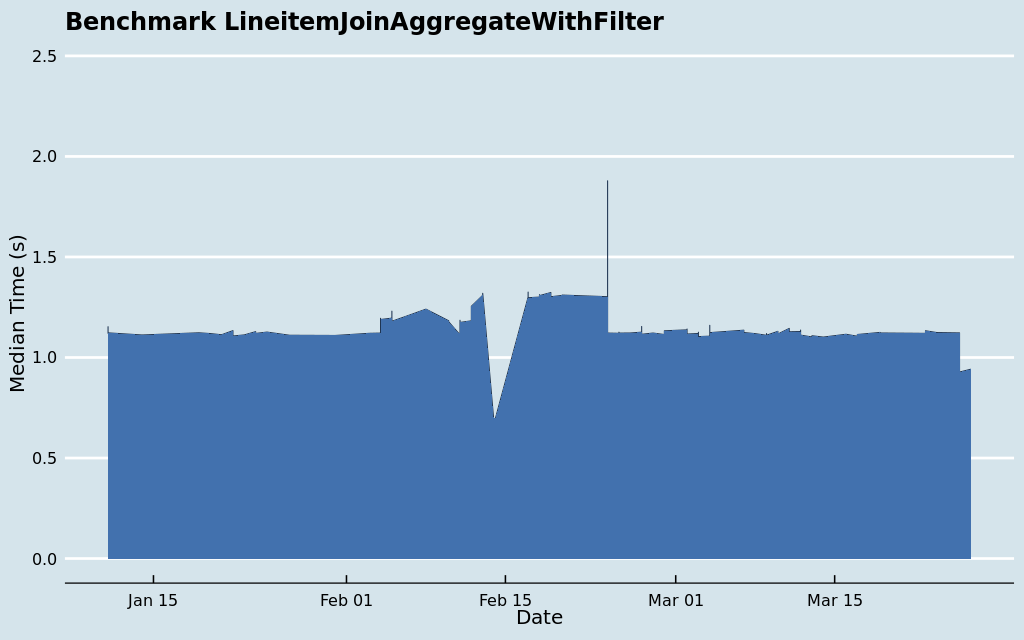 Benchmark LineitemJoinAggregateWithFilter
2.5
2.0
1.5
1.0
0.5
0.0
Median Time (s)
Jan 15
Feb 01
Feb 15
Mar 01
Mar 15
Date